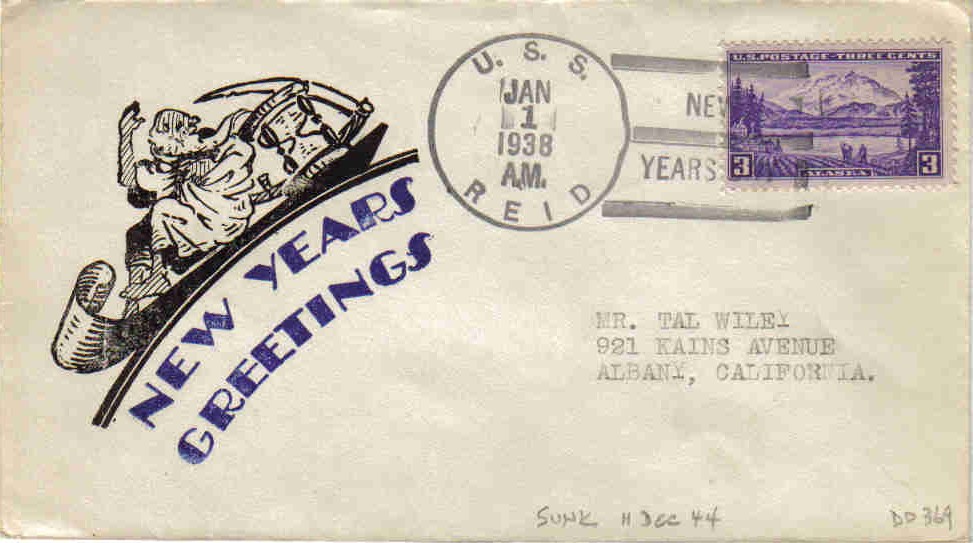 U. S. S.
JAN
1
1938
A.M.
REID
NEW
YEARS
U.S. POSTAGE - THREE CENTS
3 3
ALASKA
NEW YEARS
GREETINGS
MR. TAL WILEY
921 KAINS AVENUE
ALBANY, CALIFORNIA.
SUNK 11 DEC 44
DD 369